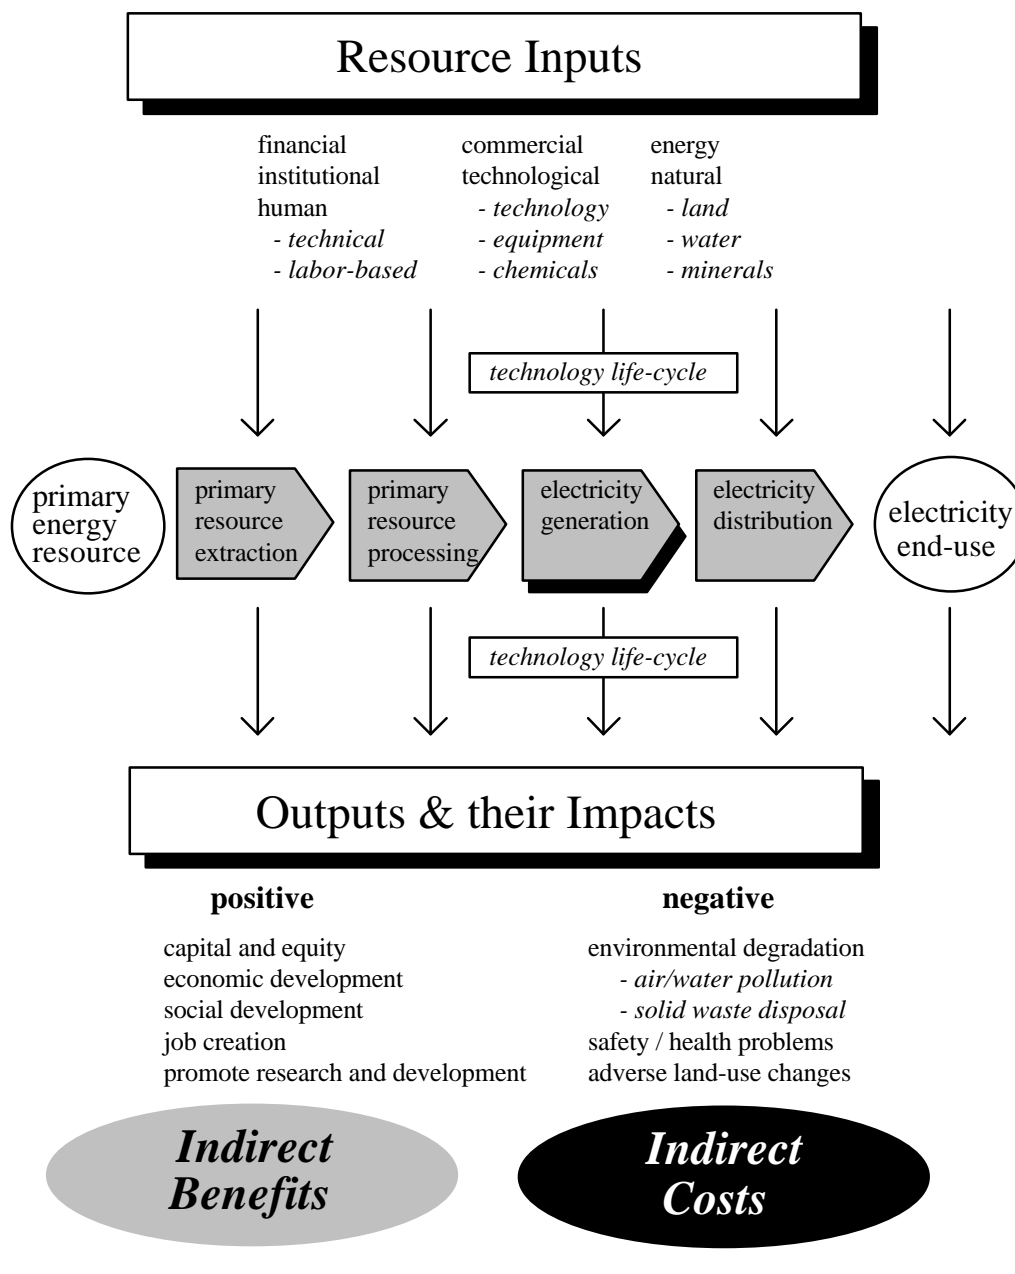 Resource Inputs
financial
institutional
human
- technical
- labor-based
commercial
technological
- technology
- equipment
- chemicals
energy
natural
- land
- water
- minerals
technology life-cycle
primary
energy
resource
primary
resource
extraction
primary
resource
processing
electricity
generation
electricity
distribution
electricity
end-use
technology life-cycle
Outputs & their Impacts
positive
capital and equity
economic development
social development
job creation
promote research and development
negative
environmental degradation
- air/water pollution
- solid waste disposal
safety / health problems
adverse land-use changes
Indirect
Benefits
Indirect
Costs